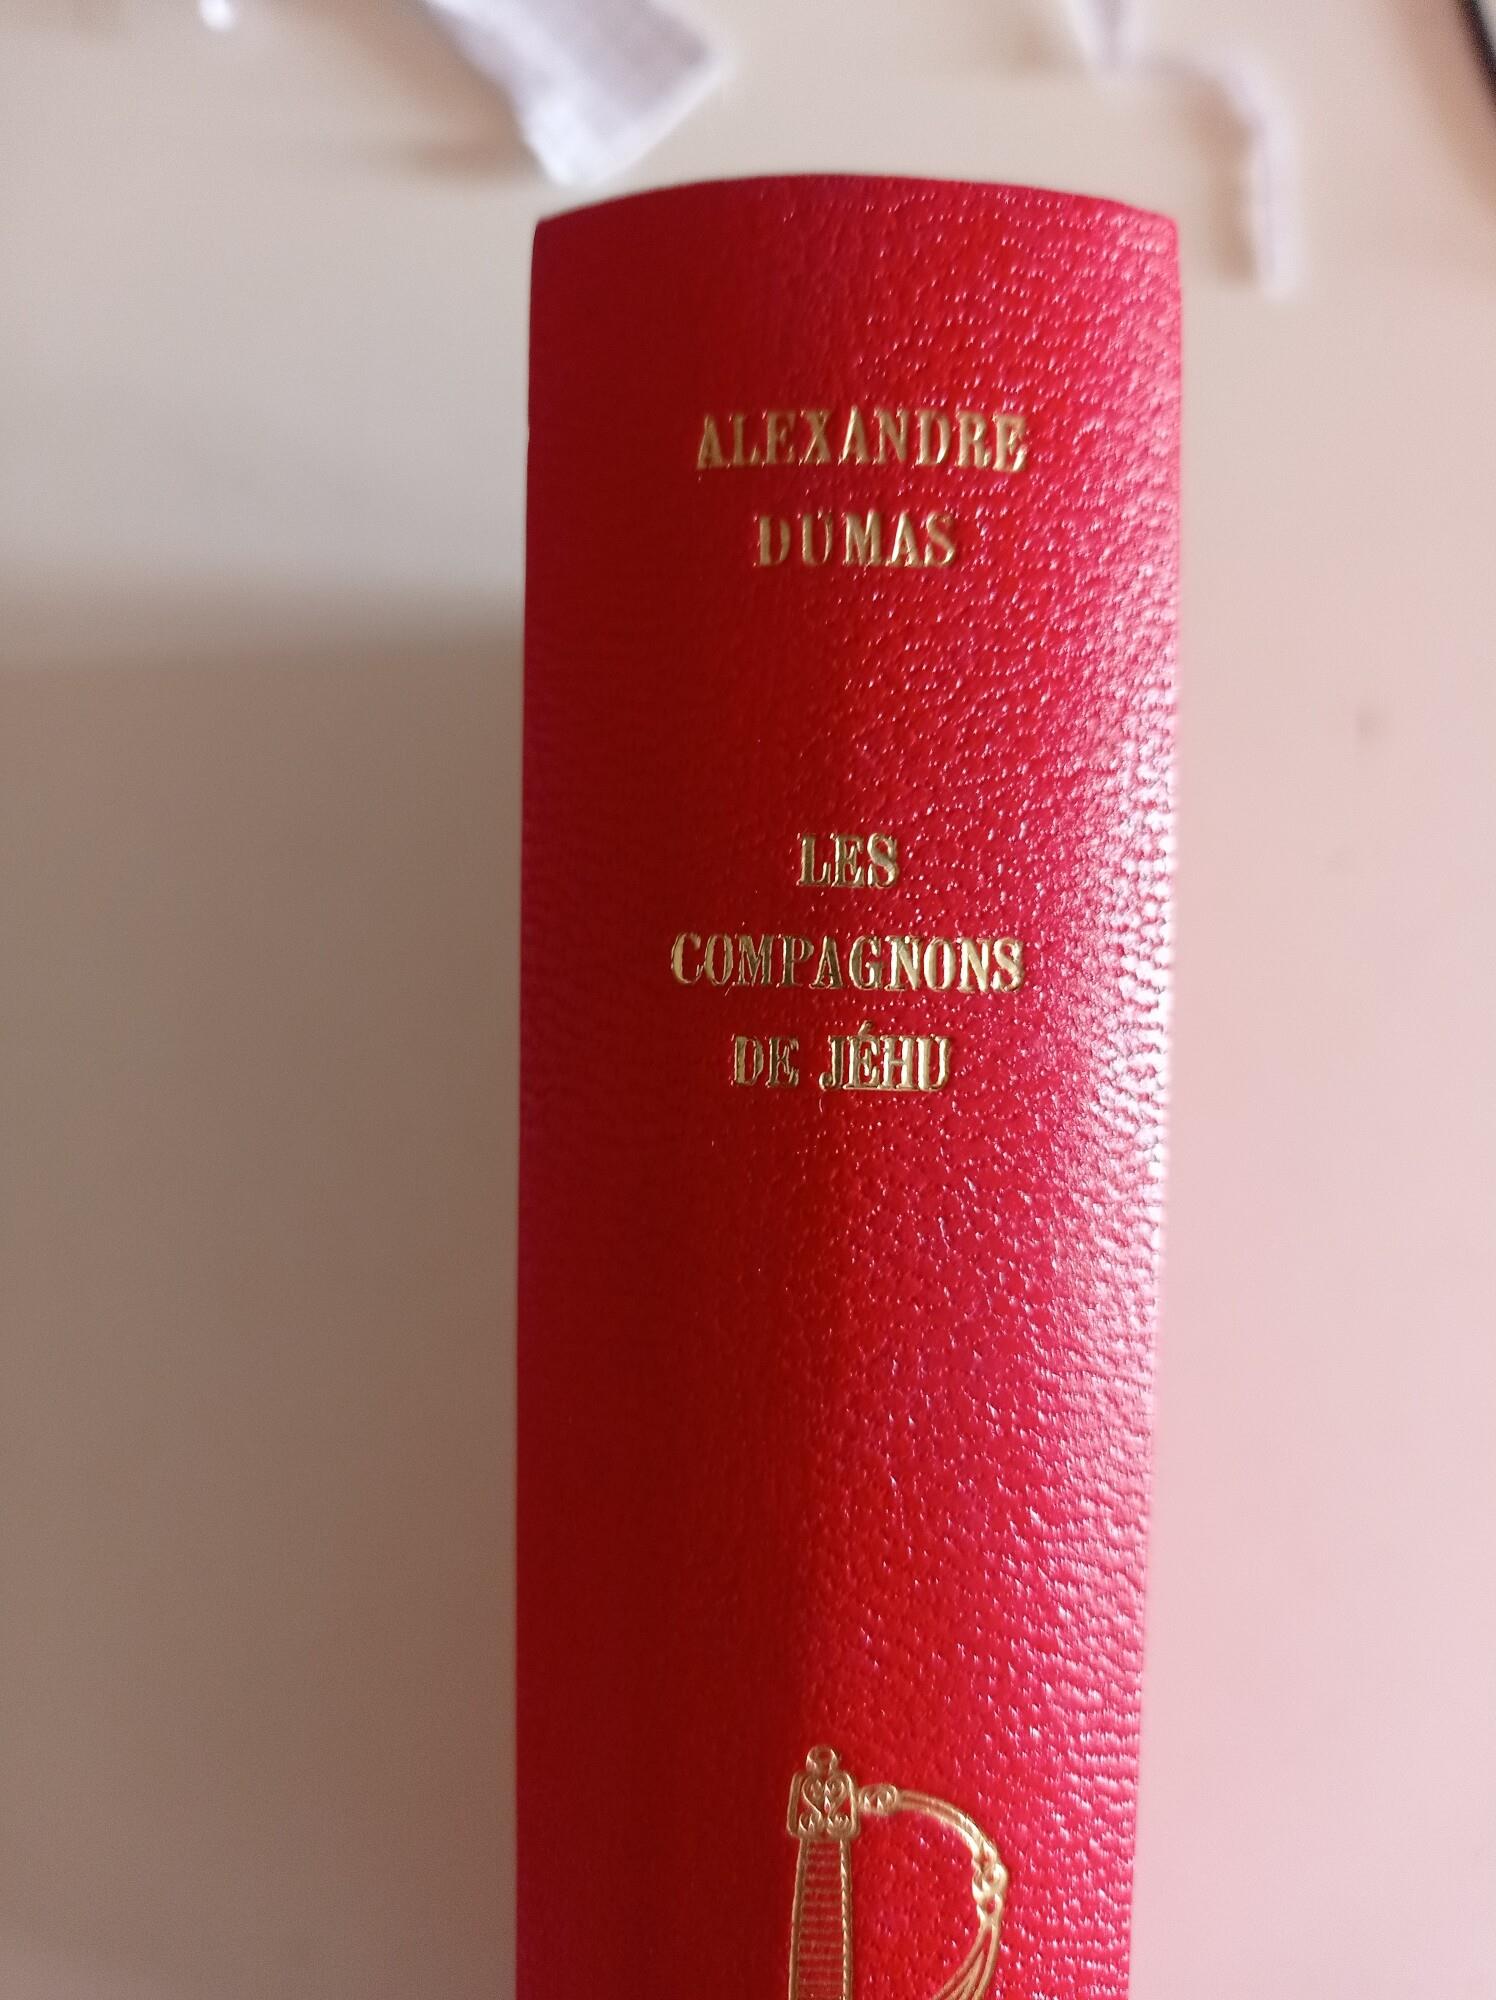 ALEXANDRE
DUMAS
LES
COMPAGNONS
DE JÉHU